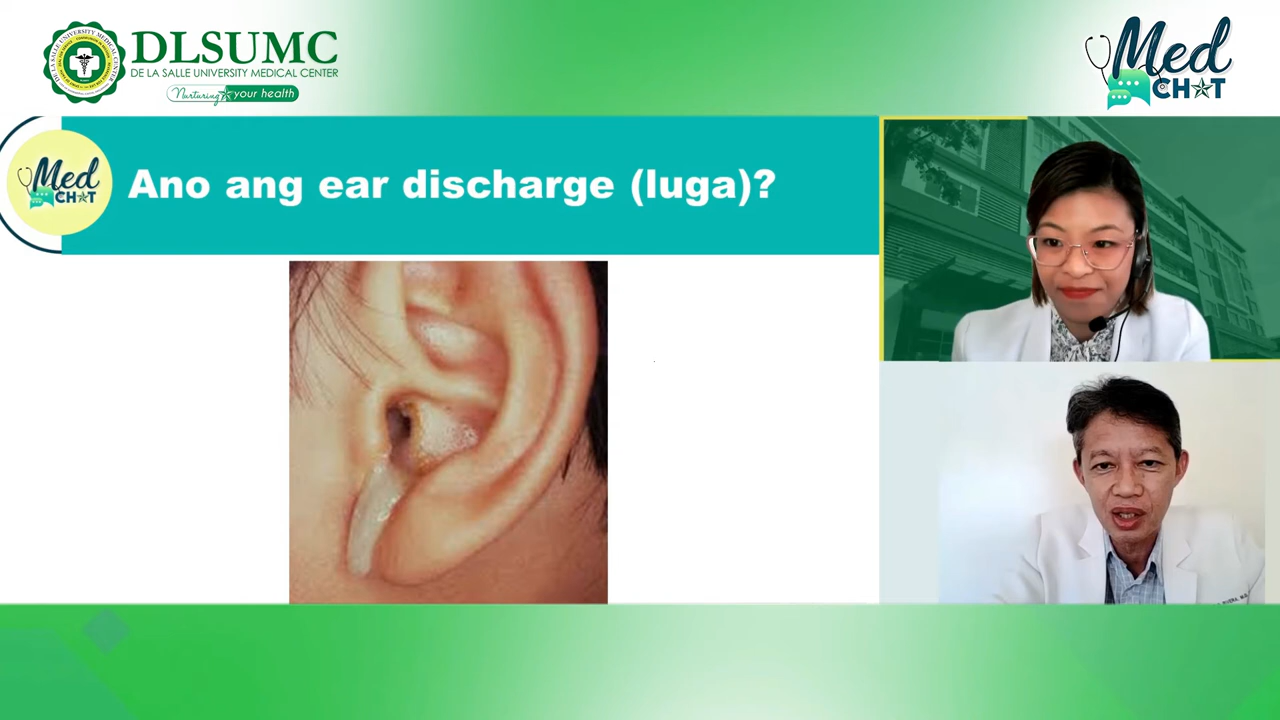 DLSUMC
DE LA SALLE UNIVERSITY MEDICAL CENTER
Nurturing your health
Med
CHAT
Med
CHAT
Ano ang ear discharge (luga)?